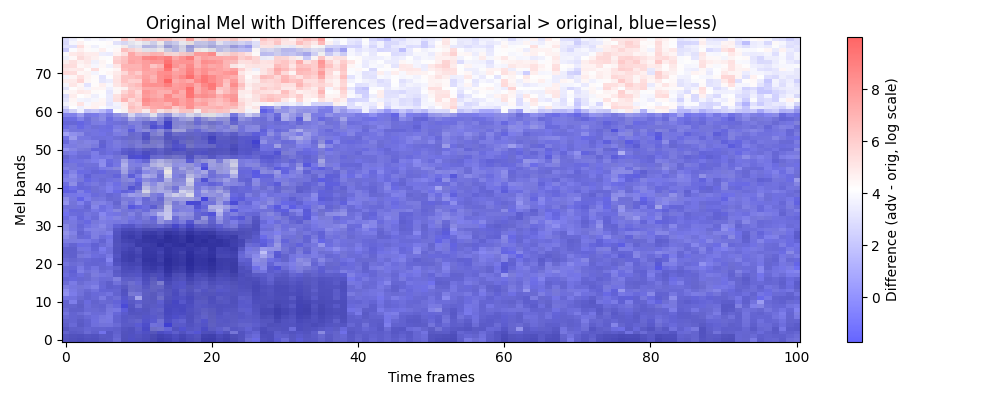 Original Mel with Differences (red=adversarial > original, blue=less)
Mel bands
70
60
50
40
30
20
10
0
0 20 40 60 80 100
Time frames
8
6
4
2
0
Difference (adv - orig, log scale)